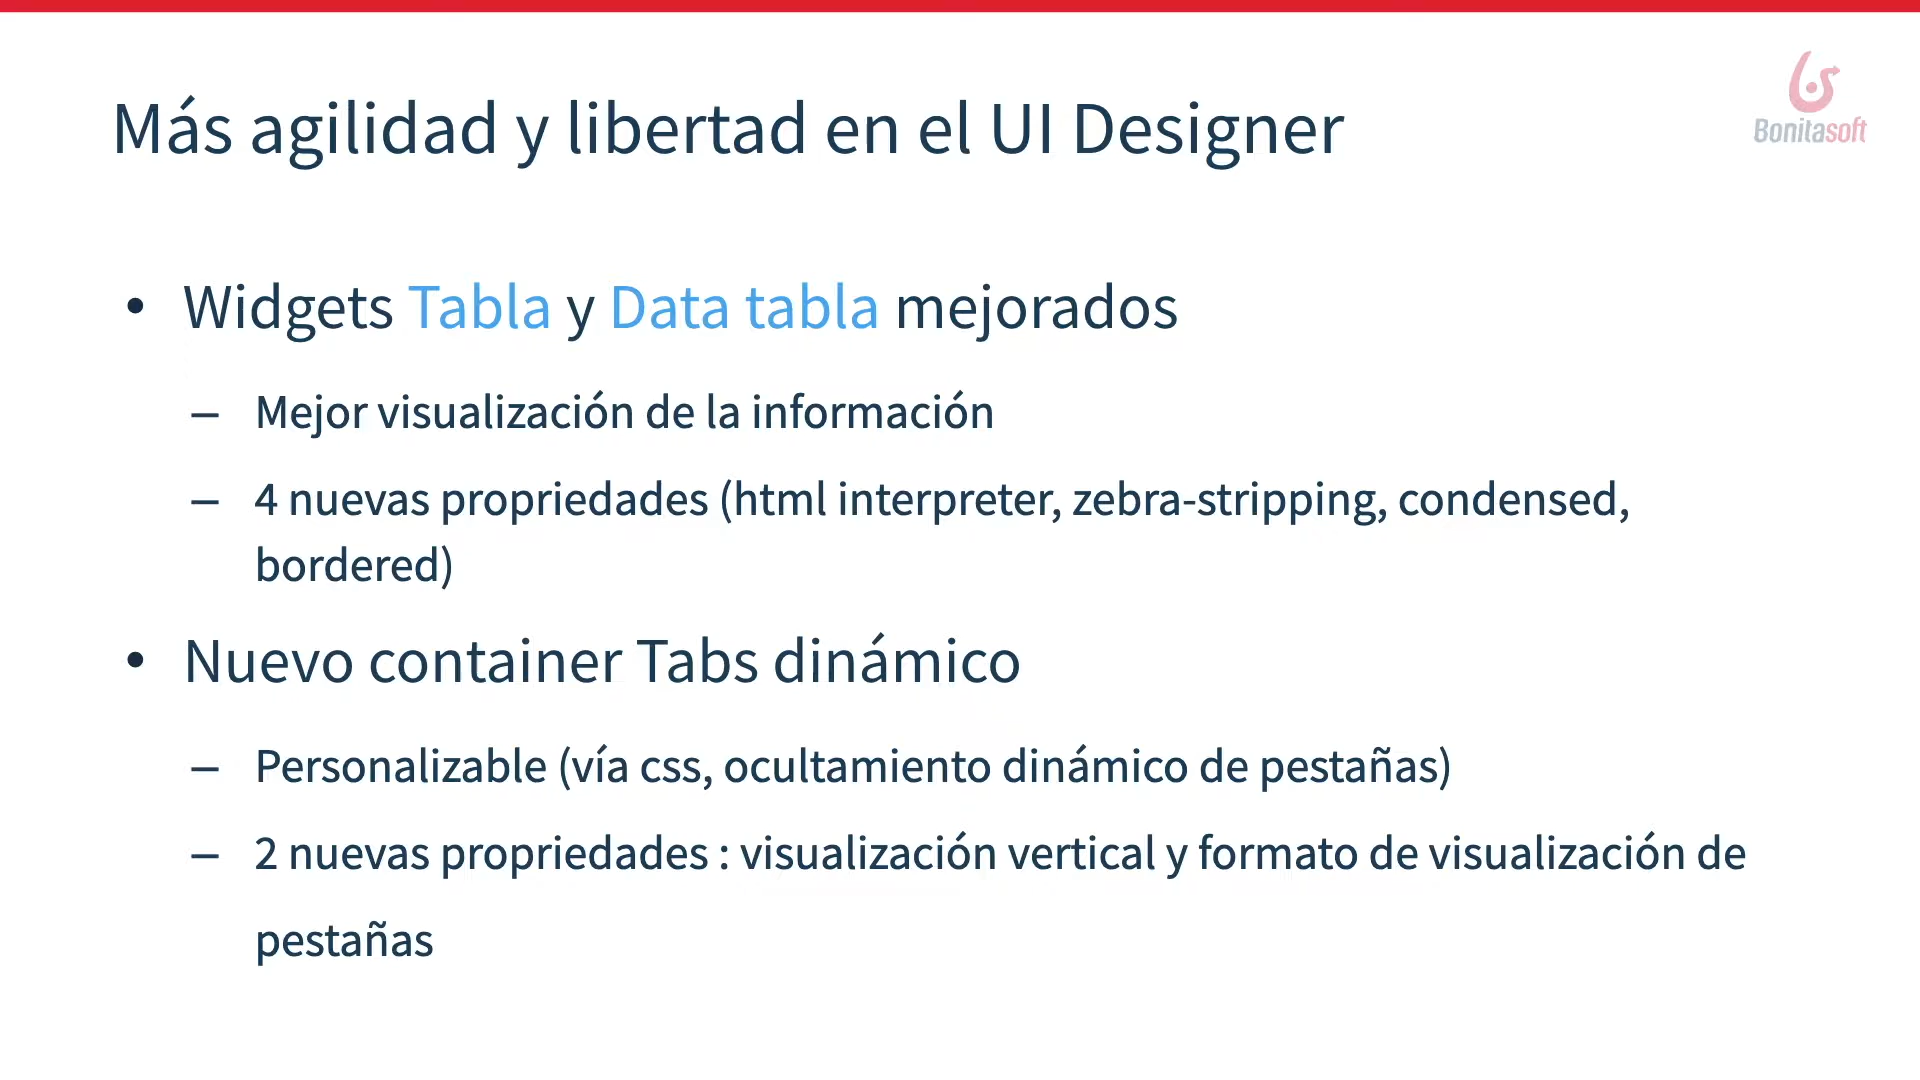 Más agilidad y libertad en el UI Designer
Bonitasoft
• Widgets Tabla y Data tabla mejorados
– Mejor visualización de la información
– 4 nuevas propriedades (html interpreter, zebra-stripping, condensed,
bordered)
• Nuevo container Tabs dinámico
– Personalizable (vía css, ocultamiento dinámico de pestañas)
– 2 nuevas propriedades : visualización vertical y formato de visualización de
pestañas